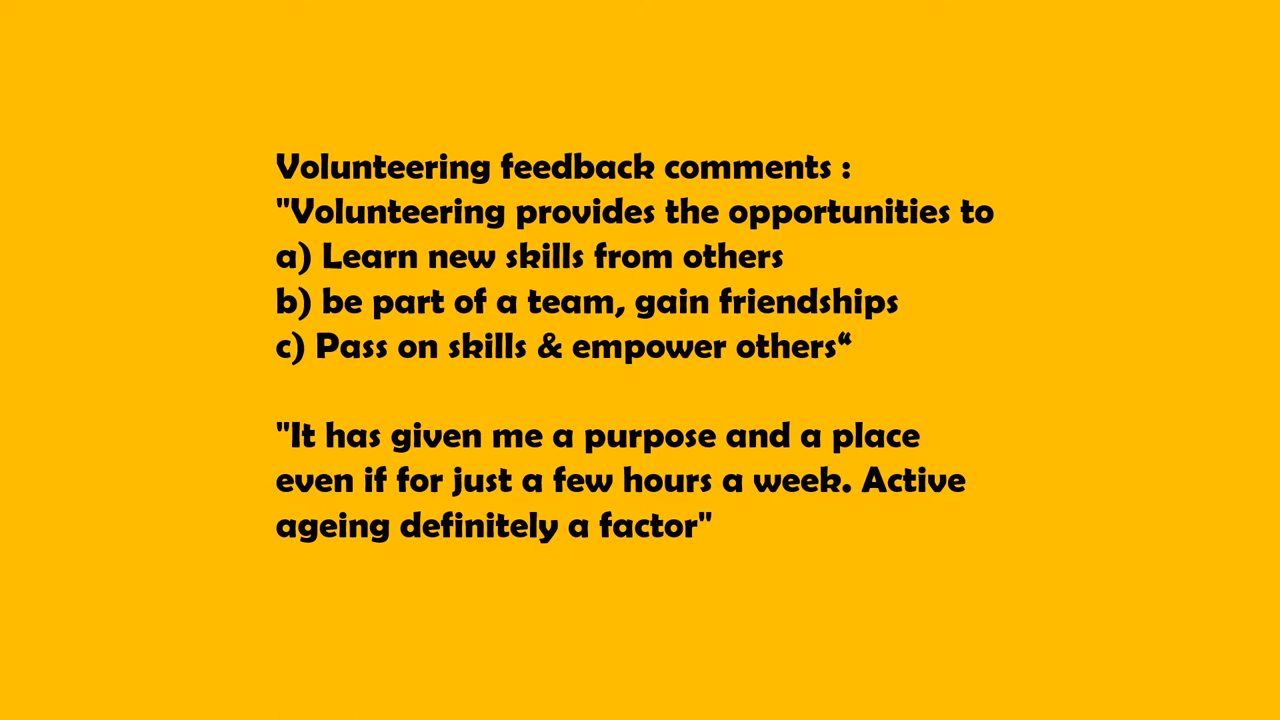 Volunteering feedback comments :
"Volunteering provides the opportunities to
a) Learn new skills from others
b) be part of a team, gain friendships
c) Pass on skills & empower others“
"It has given me a purpose and a place
even if for just a few hours a week. Active
ageing definitely a factor"